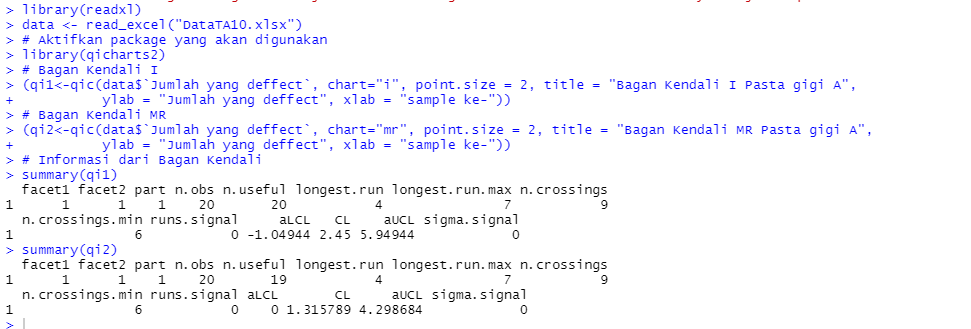 > library(readxl)
> data <- read_excel("DataTA10.xlsx")
> # Aktifkan package yang akan digunakan
> library(qicharts2)
> # Bagan Kendali I
> (qi1<-qic(data$`Jumlah yang deffect`, chart="i", point.size = 2, title = "Bagan Kendali I Pasta gigi A",
+           ylab = "Jumlah yang deffect", xlab = "sample ke-"))
> # Bagan Kendali MR
> (qi2<-qic(data$`Jumlah yang deffect`, chart="mr", point.size = 2, title = "Bagan Kendali MR Pasta gigi A",
+           ylab = "Jumlah yang deffect", xlab = "sample ke-"))
> # Informasi dari Bagan Kendali
> summary(qi1)
  facet1 facet2 part n.obs n.useful longest.run longest.run.max n.crossings
1      1      1    1    20       20           4               7           9
  n.crossings.min runs.signal     aLCL   CL    aUCL sigma.signal
1               6           0 -1.04944 2.45 5.94944            0
> summary(qi2)
  facet1 facet2 part n.obs n.useful longest.run longest.run.max n.crossings
1      1      1    1    20       19           4               7           9
  n.crossings.min runs.signal aLCL       CL     aUCL sigma.signal
1               6           0    0 1.315789 4.298684            0
>